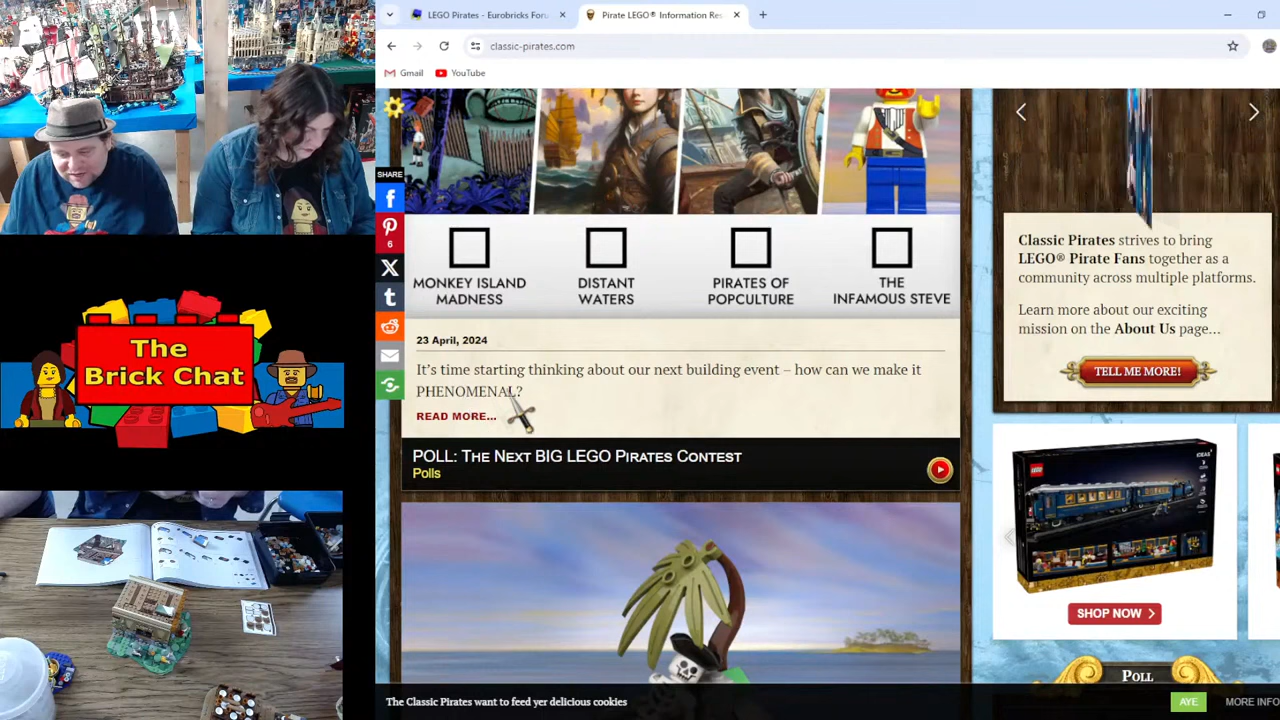 LEGO Pirates - Eurobricks Foru
Pirate LEGO® Information Res
classic-pirates.com
Gmail
YouTube
SHARE
6
MONKEY ISLAND
MADNESS
DISTANT
WATERS
PIRATES OF
POPCULTURE
THE
INFAMOUS STEVE
23 April, 2024
It's time starting thinking about our next building event – how can we make it
PHENOMENAL?
READ MORE...
POLL: The Next BIG LEGO Pirates Contest
Polls
Classic Pirates strives to bring
LEGO® Pirate Fans together as a
community across multiple platforms.
Learn more about our exciting
mission on the About Us page...
TELL ME MORE!
SHOP NOW
Poll
The Classic Pirates want to feed yer delicious cookies
AYE
MORE INFO
The
Brick Chat